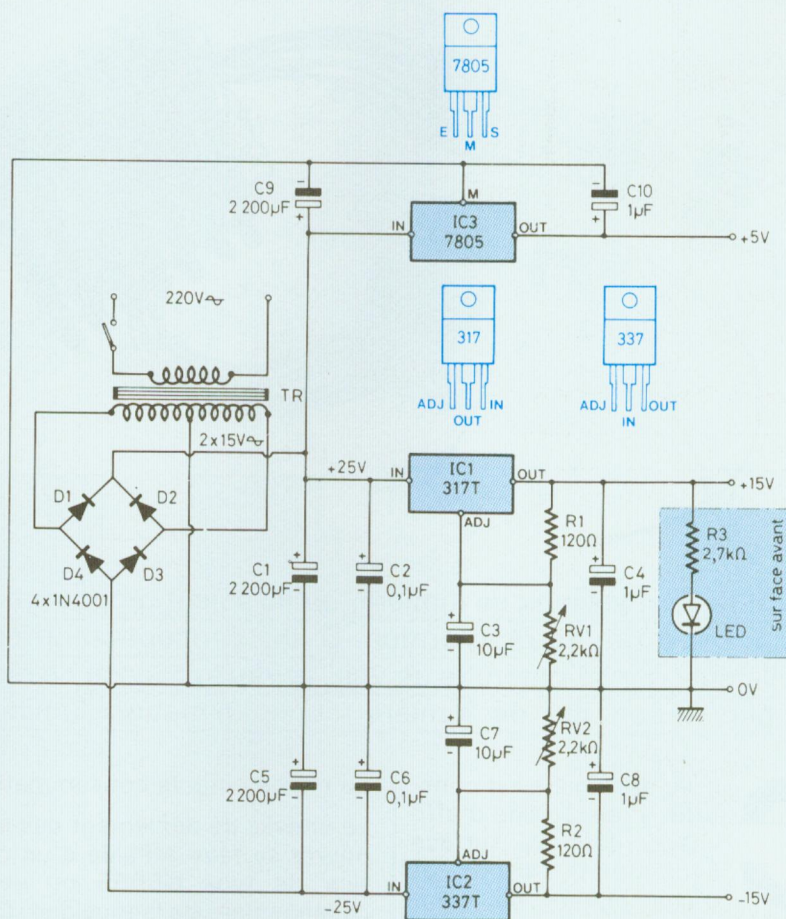 7805
E
M
S
C9
2 200µF
-
+
M
IN
IC3
7805
OUT
-
+
C10
1µF
+5V
220V∿
TR
2x15V∿
317
ADJ
OUT
IN
337
ADJ
IN
OUT
D1
D2
D4
D3
4x1N4001
+25V
IN
IC1
317T
OUT
ADJ
+15V
C1
2 200µF
+
-
C2
0,1µF
+
-
R1
120Ω
+
-
C4
1µF
R3
2,7kΩ
LED
sur face avant
+
-
C3
10µF
RV1
2,2kΩ
0V
C5
2 200µF
+
-
C6
0,1µF
+
-
+
-
C7
10µF
RV2
2,2kΩ
+
-
C8
1µF
R2
120Ω
ADJ
-25V
IN
IC2
337T
OUT
-15V